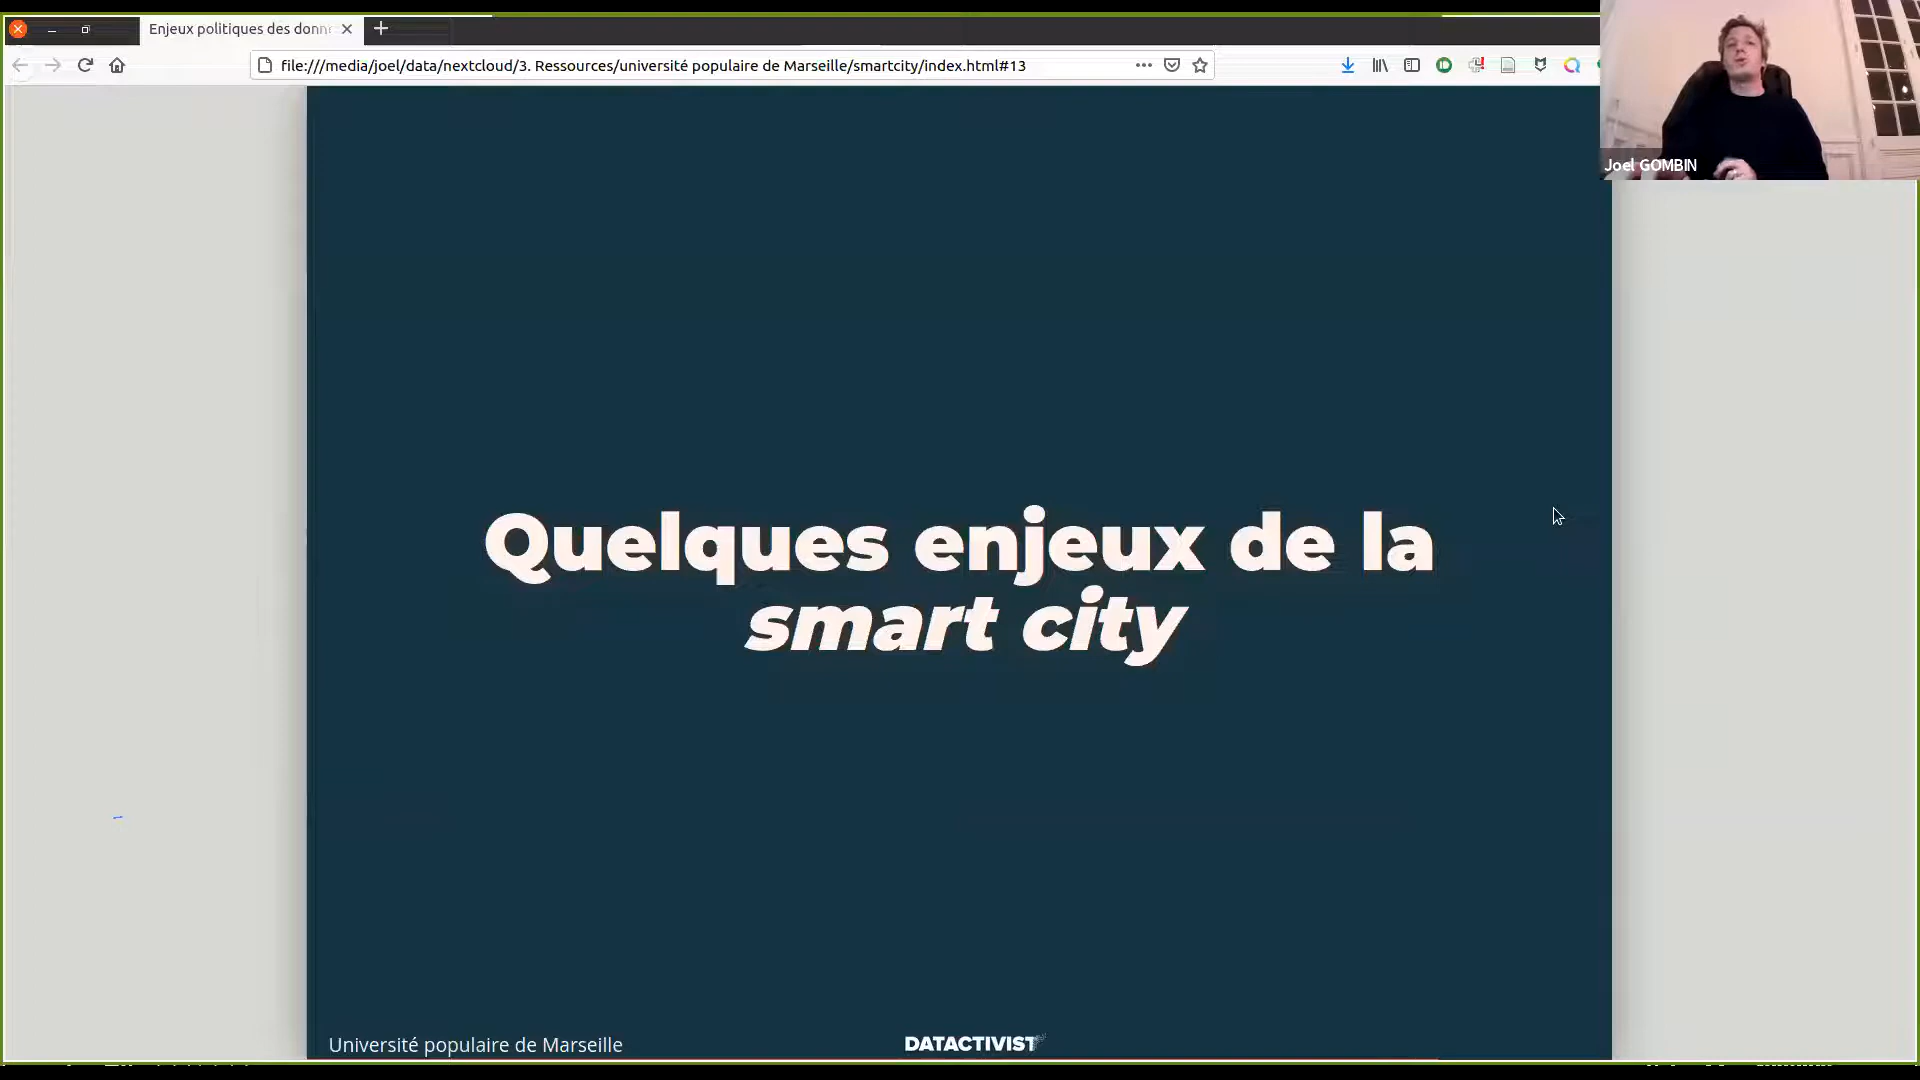 Enjeux politiques des donn
file:///media/joel/data/nextcloud/3. Ressources/université populaire de Marseille/smartcity/index.html#13
Joel GOMBIN
Quelques enjeux de la
smart city
Université populaire de Marseille
DATACTIVIST